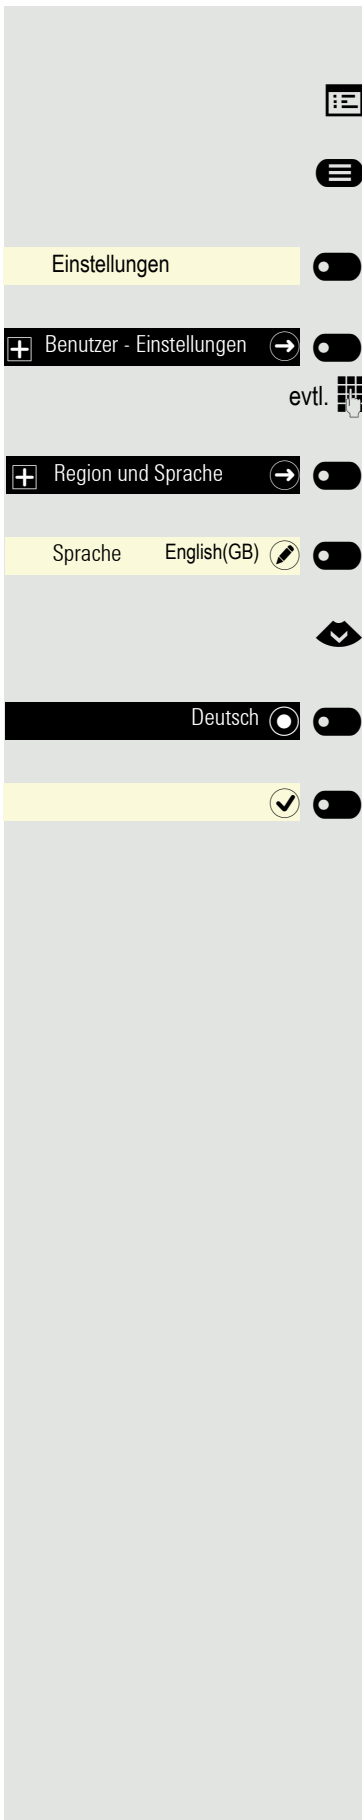 Einstellungen
Benutzer - Einstellungen
evtl.
Region und Sprache
Sprache English(GB)
Deutsch